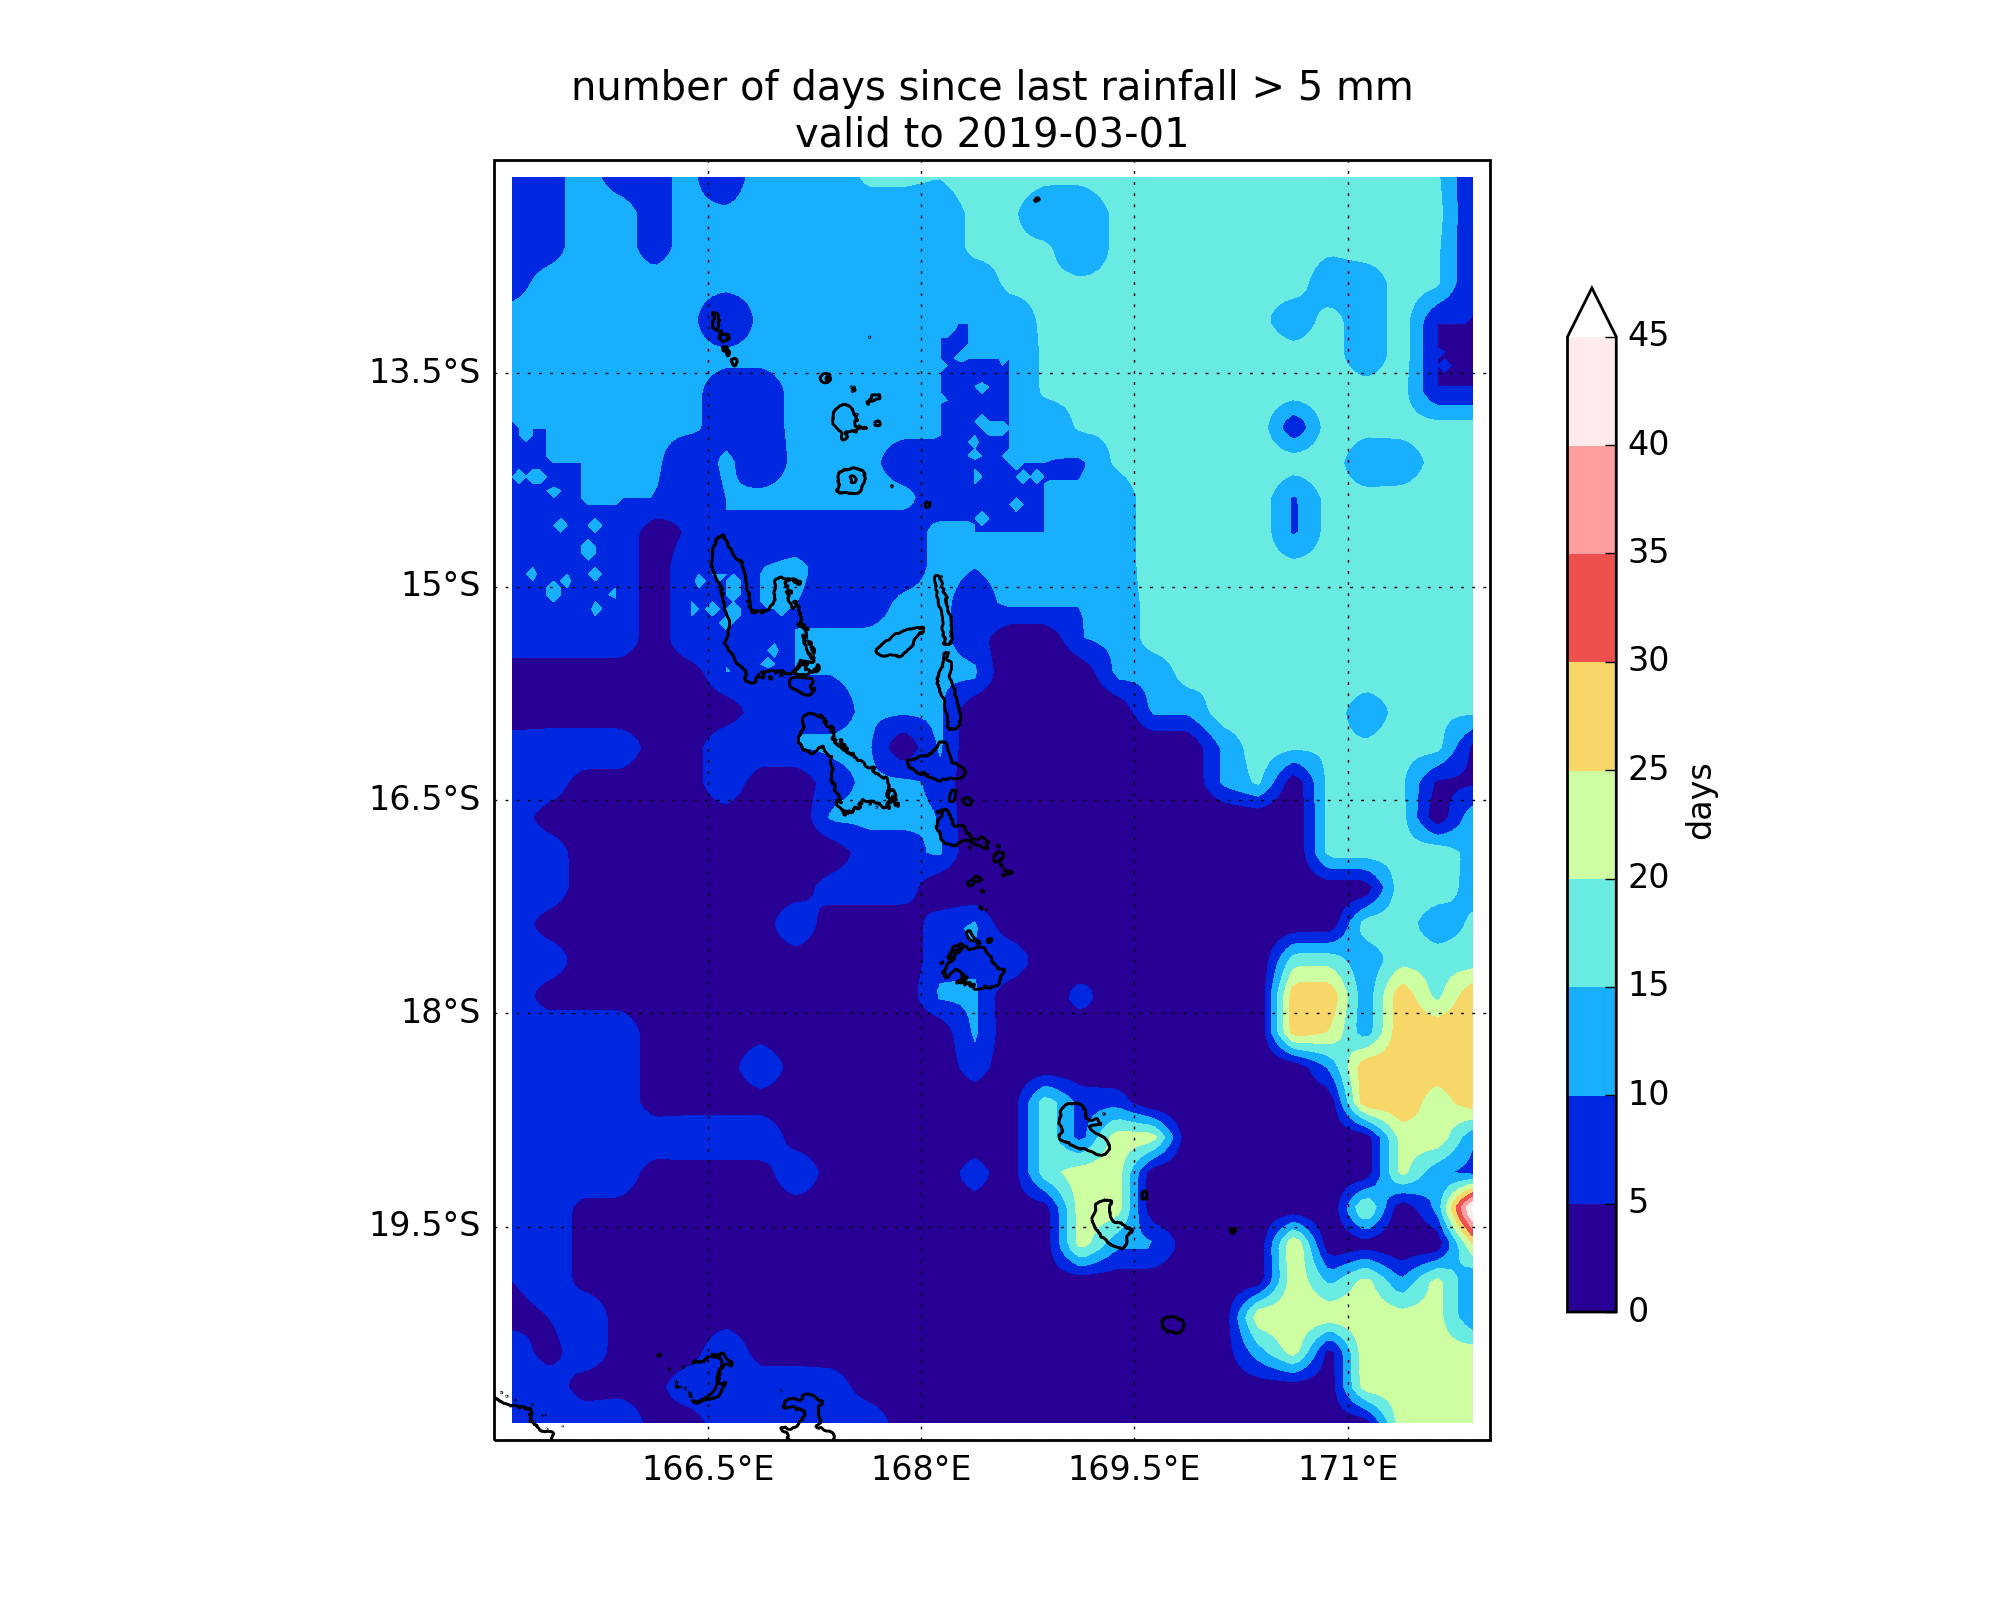 number of days since last rainfall > 5 mm
valid to 2019-03-01
13.5°S
15°S
16.5°S
18°S
19.5°S
166.5°E
168°E
169.5°E
171°E
45
40
35
30
25
20
15
10
5
0
days